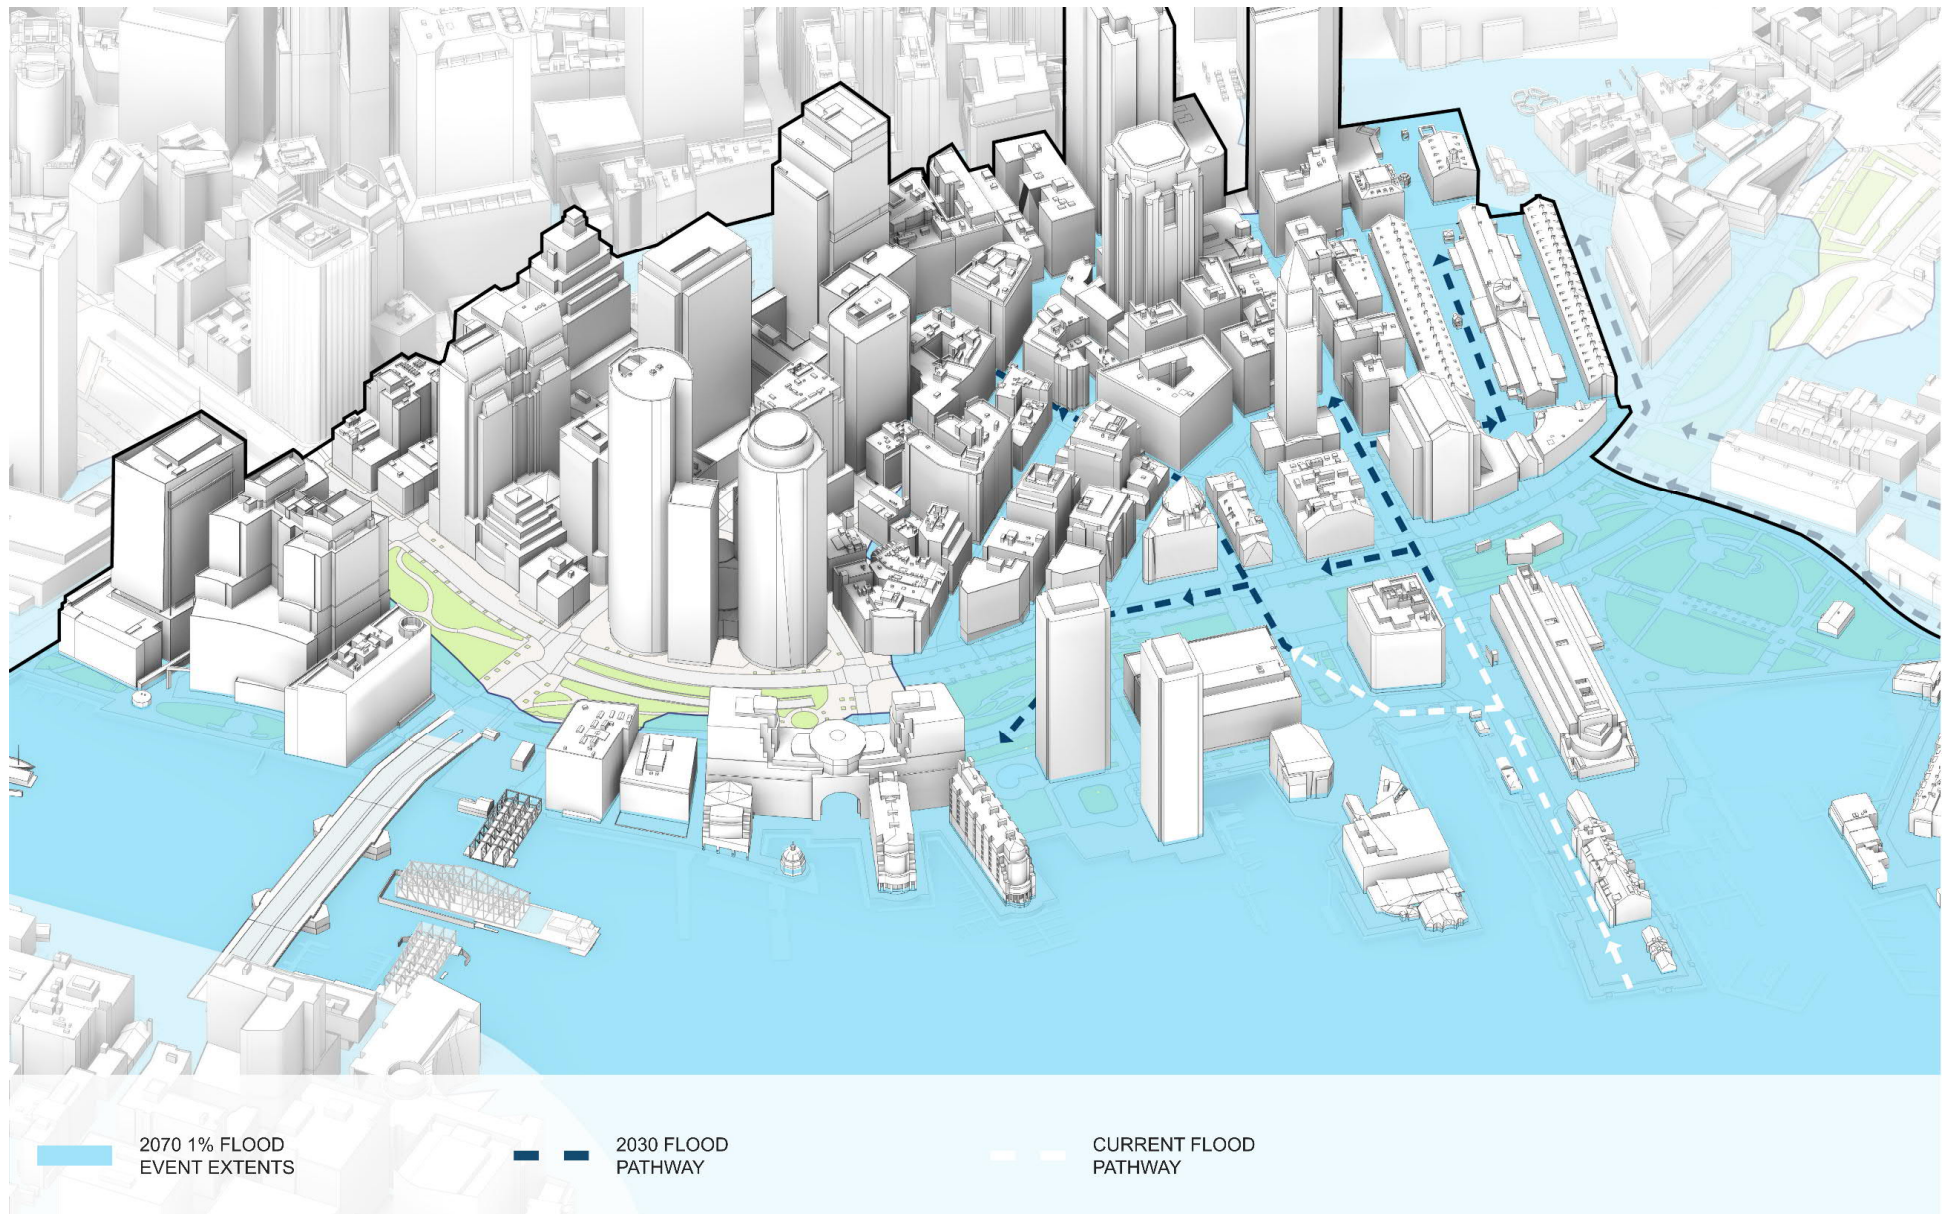 2070 1% FLOOD
EVENT EXTENTS
2030 FLOOD
PATHWAY
CURRENT FLOOD
PATHWAY